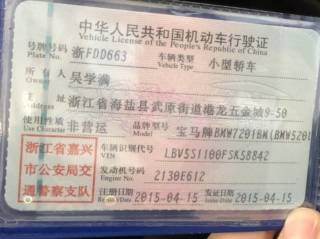 中华人民共和国机动车行驶证
Vehicle License of the People's Republic of China
号牌号码 浙FDD663 车辆类型 小型轿车
Plate No. Vehicle Type
所有人 吴学满
Owner
住址 浙江省海盐县武原街道港龙五金城9-50
Address
使用性质 非营运 品牌型号 宝马牌BMW7201BM(BMW520I
Use Character Model
浙江省嘉兴
市公安局交
通警察支队
车辆识别代号 LBV5S1100FSK58842
VIN
发动机号码 2130E612
Engine No.
注册日期 2015-04-15 发证日期 2015-04-15
Register Date Issue Date